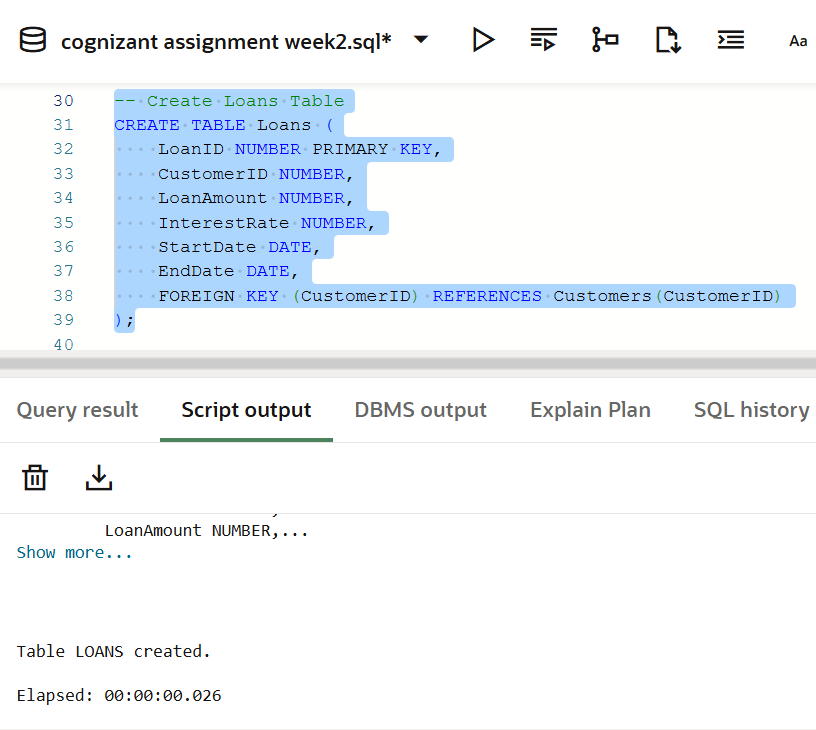 cognizant assignment week2.sql*
Aa
30 -- Create Loans Table
31 CREATE TABLE Loans (
32 LoanID NUMBER PRIMARY KEY,
33 CustomerID NUMBER,
34 LoanAmount NUMBER,
35 InterestRate NUMBER,
36 StartDate DATE,
37 EndDate DATE,
38 FOREIGN KEY (CustomerID) REFERENCES Customers(CustomerID)
39 );
40
Query result Script output DBMS output Explain Plan SQL history
LoanAmount NUMBER,...
Show more...
Table LOANS created.
Elapsed: 00:00:00.026